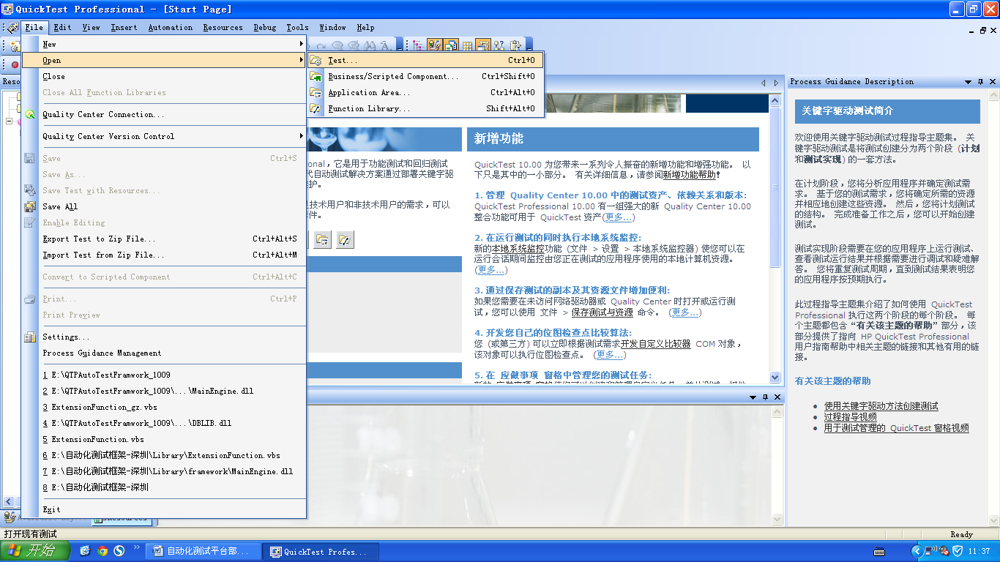 QuickTest Professional - [Start Page]
File Edit View Insert Automation Resources Debug Tools Window Help
New
Open
Close
Close All Function Libraries
Quality Center Connection...
Quality Center Version Control
Save Ctrl+S
Save As...
Save Test with Resources...
Save All
Enable Editing
Export Test to Zip File... Ctrl+Alt+S
Import Test from Zip File... Ctrl+Alt+M
Convert to Scripted Component Ctrl+Alt+C
Print... Ctrl+P
Print Preview
Settings...
Process Guidance Management
1 E:\QTPAutoTestFramwork_1009
2 E:\QTPAutoTestFramwork_1009\...\MainEngine.dll
3 ExtensionFunction_gz.vbs
4 E:\QTPAutoTestFramwork_1009\...\DBLIB.dll
5 ExtensionFunction.vbs
6 E:\自动化测试框架-深圳\Library\ExtensionFunction.vbs
7 E:\自动化测试框架-深圳\Library\framework\MainEngine.dll
8 E:\自动化测试框架-深圳
Exit
Test... Ctrl+O
Business/Scripted Component... Ctrl+Shift+O
Application Area... Ctrl+Alt+O
Function Library... Shift+Alt+O
Reso
onal，它是用于功能测试和回归测试
代自动测试解决方案通过部署关键字驱
护。
是技术用户和非技术用户的需求，可以
件。
新增功能
QuickTest 10.00 为您带来一系列令人振奋的新增功能和增强功能。 以
下只是其中的一小部分。 有关详细信息，请参阅新增功能帮助!
1. 管理 Quality Center 10.00 中的测试资产、依赖关系和版本:
QuickTest Professional 10.00 有一组强大的新 Quality Center 10.00
整合功能可用于 QuickTest 资产(更多...)
2. 在运行测试的同时执行本地系统监控:
新的本地系统监控功能 (文件 > 设置 > 本地系统监控器) 使您可以在
运行会话期间监控由您正在测试的应用程序使用的本地计算机资源。
(更多...)
3. 通过保存测试的副本及其资源文件增加便利:
如果您需要在未访问网络驱动器或 Quality Center 时打开或运行测
试，您可以使用 文件 > 保存测试与资源 命令。 (更多...)
4. 开发您自己的位图检查点比较算法:
您 (或第三方) 可以立即根据测试需求开发自定义比较器 COM 对象，
该对象可以执行位图检查点。 (更多...)
5. 在 应做事项 窗格中管理您的测试任务:
Process Guidance Description
关键字驱动测试简介
欢迎使用关键字驱动测试过程指导主题集。 关
键字驱动测试是将测试创建分为两个阶段 (计划
和测试实现) 的一套方法。
在计划阶段，您将分析应用程序并确定测试需
求。 基于您的测试需求，您将确定所需的资源
并相应地创建这些资源。 然后，您将计划测试
的结构。 完成准备工作之后，您可以开始创建
测试。
测试实现阶段需要在您的应用程序上运行测试、
查看测试运行结果并根据需要进行调试和疑难解
答。 您将重复测试周期，直到测试结果表明您
的应用程序按预期执行。
此过程指导主题集介绍了如何使用 QuickTest
Professional 执行这两个阶段的每个阶段。 每
个主题都包含“有关该主题的帮助”部分，该
部分提供了指向 HP QuickTest Professional
用户指南帮助中相关主题的链接和其他有用的链
接。
有关该主题的帮助
使用关键字驱动方法创建测试
过程指导视频
用于测试管理的 QuickTest 窗格视频
打开现有测试 Ready
开始 自动化测试平台部... QuickTest Profes... 11:37